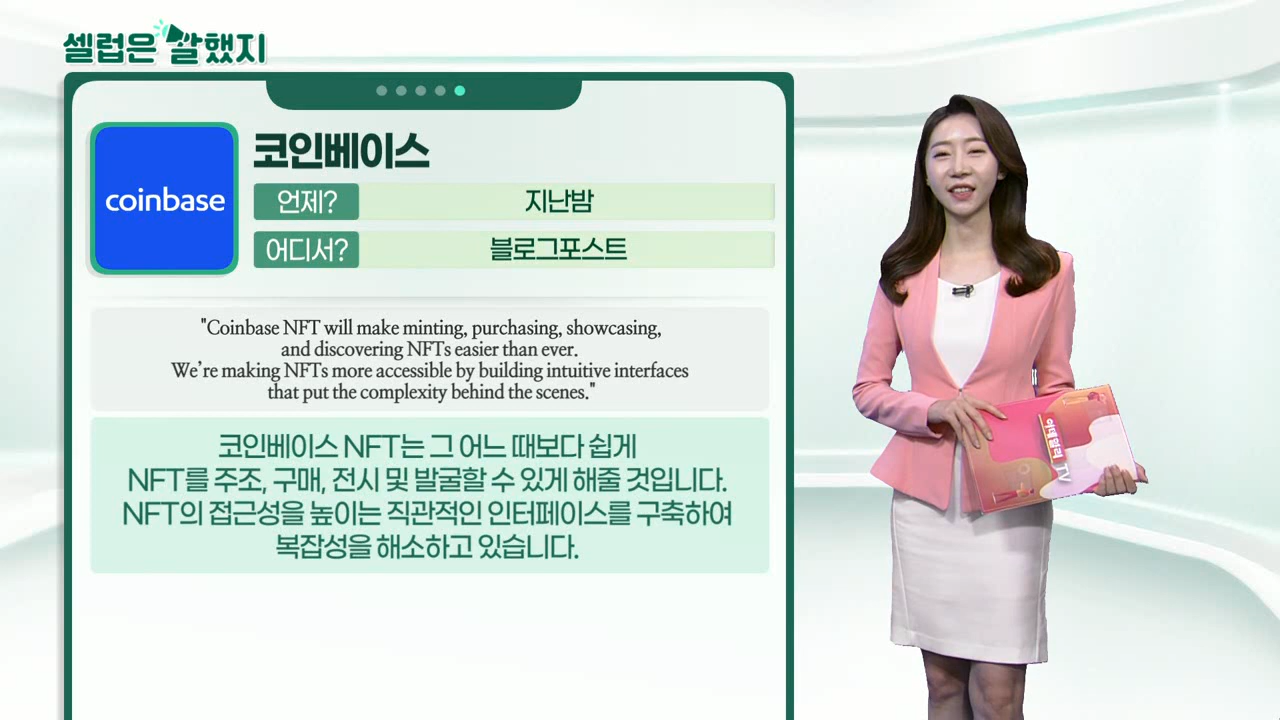 셀럽은 말했지
코인베이스
coinbase
언제?
지난밤
어디서?
블로그포스트
"Coinbase NFT will make minting, purchasing, showcasing,
and discovering NFTs easier than ever.
We’re making NFTs more accessible by building intuitive interfaces
that put the complexity behind the scenes."
코인베이스 NFT는 그 어느 때보다 쉽게
NFT를 주조, 구매, 전시 및 발굴할 수 있게 해줄 것입니다.
NFT의 접근성을 높이는 직관적인 인터페이스를 구축하여
복잡성을 해소하고 있습니다.
이데일리 TV